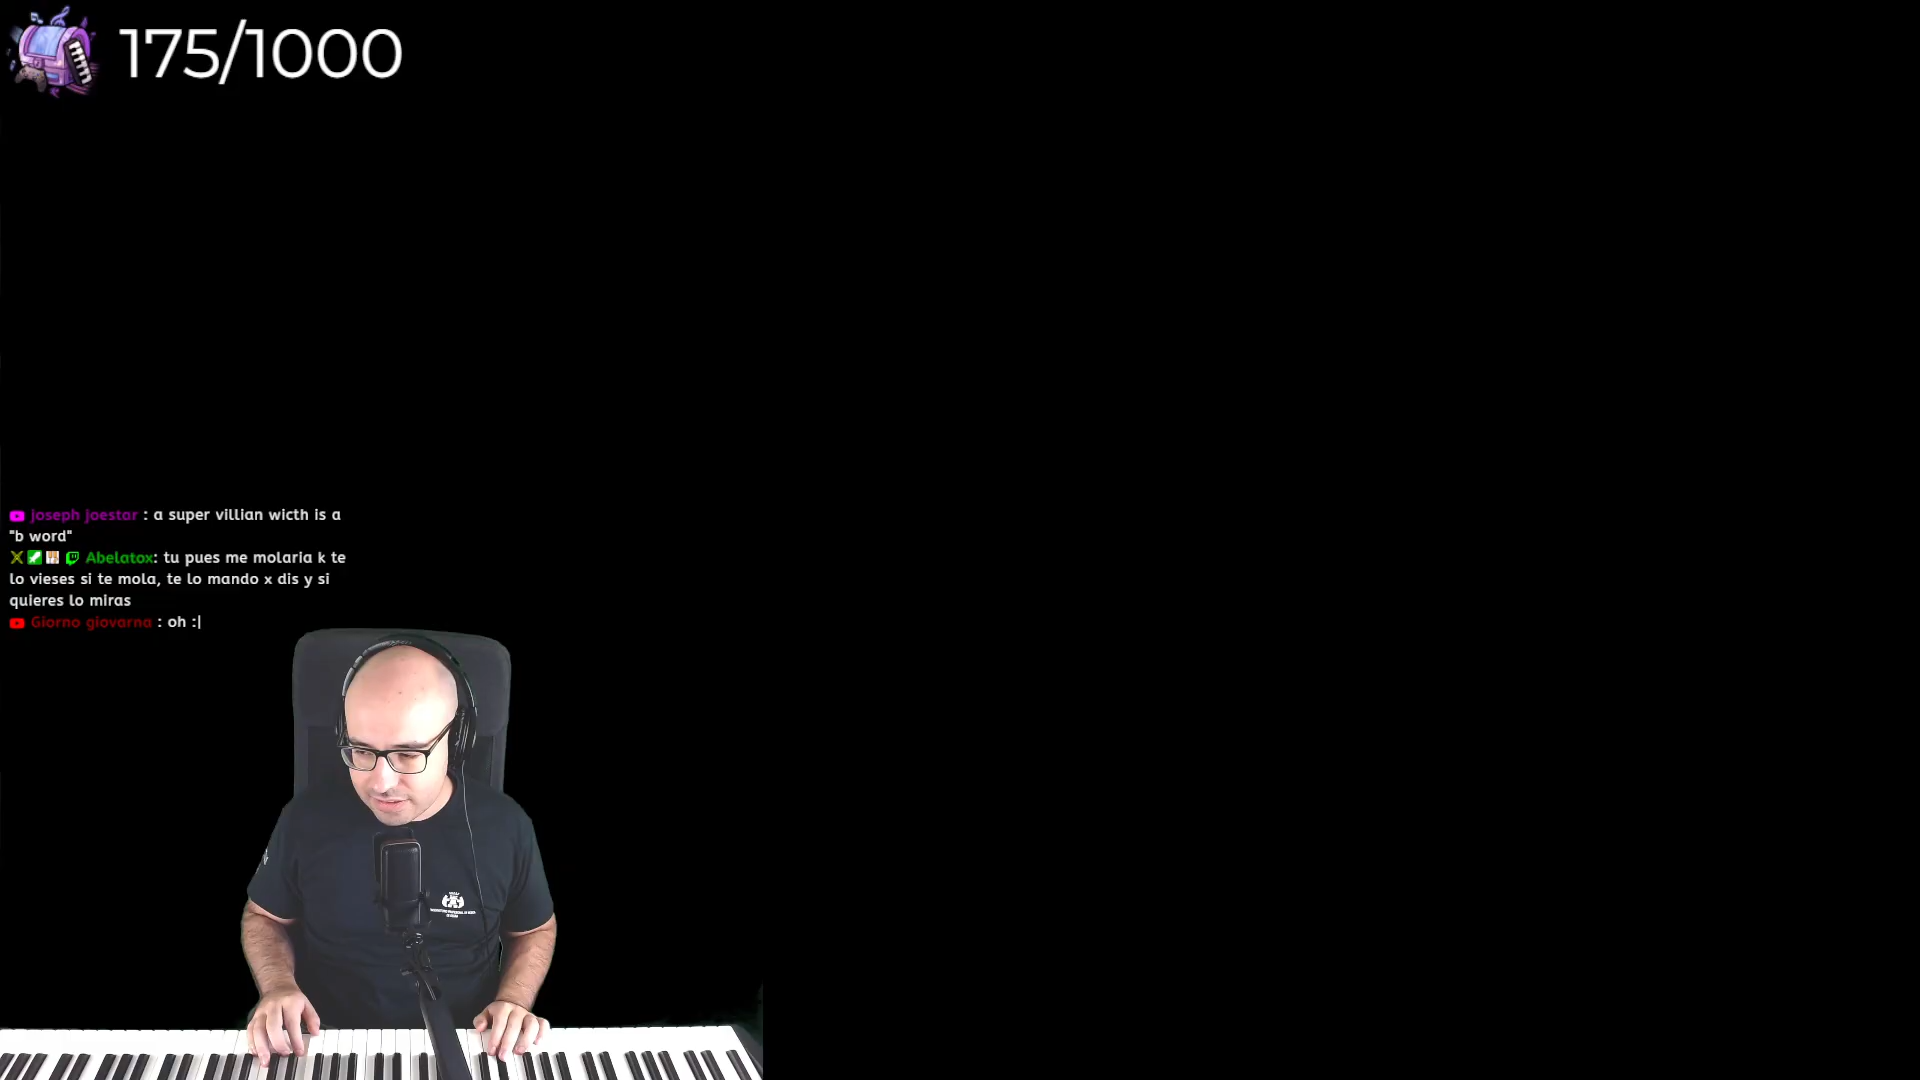 175/1000
joseph joestar : a super villian wicth is a
"b word"
Abelatox: tu pues me molaria k te
lo vieses si te mola, te lo mando x dis y si
quieres lo miras
Giorno giovarna : oh :|